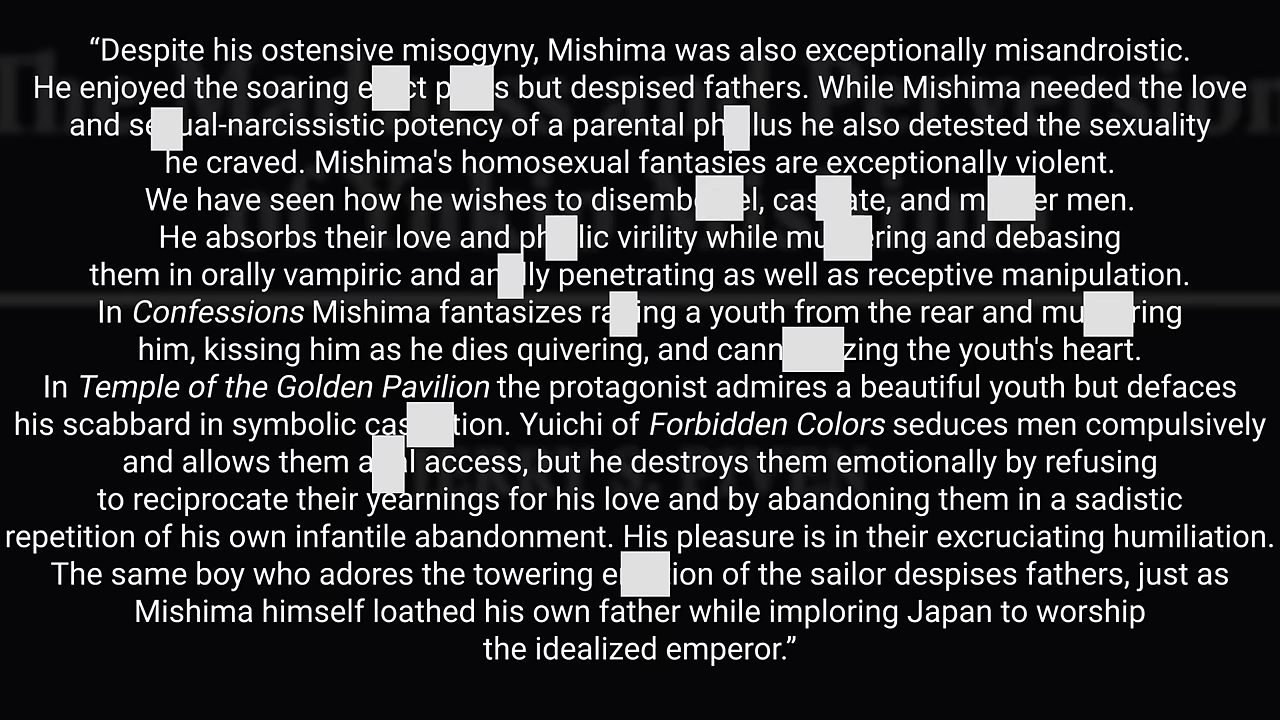 “Despite his ostensive misogyny, Mishima was also exceptionally misandroistic.
He enjoyed the soaring but despised fathers. While Mishima needed the love
and potency of a parental he also detested the sexuality
he craved. Mishima's homosexual fantasies are exceptionally violent.
We have seen how he wishes to and men.
He absorbs their love and virility while and debasing
them in orally vampiric and penetrating as well as receptive manipulation.
In Confessions Mishima fantasizes a youth from the rear and
him, kissing him as he dies quivering, and the youth's heart.
In Temple of the Golden Pavilion the protagonist admires a beautiful youth but defaces
his scabbard in symbolic Yuichi of Forbidden Colors seduces men compulsively
and allows them access, but he destroys them emotionally by refusing
to reciprocate their yearnings for his love and by abandoning them in a sadistic
repetition of his own infantile abandonment. His pleasure is in their excruciating humiliation.
The same boy who adores the towering of the sailor despises fathers, just as
Mishima himself loathed his own father while imploring Japan to worship
the idealized emperor.”